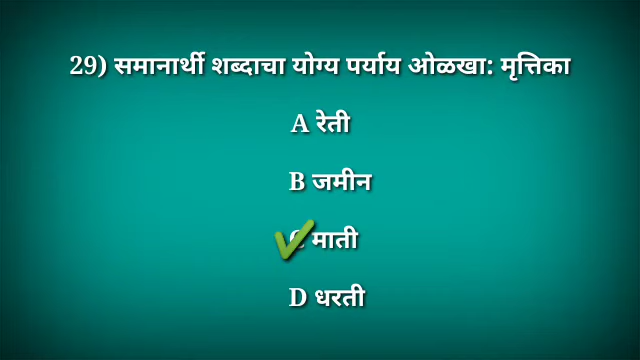 29) समानार्थी शब्दाचा योग्य पर्याय ओळखा: मृत्तिका
A रेती
B जमीन
C माती
D धरती